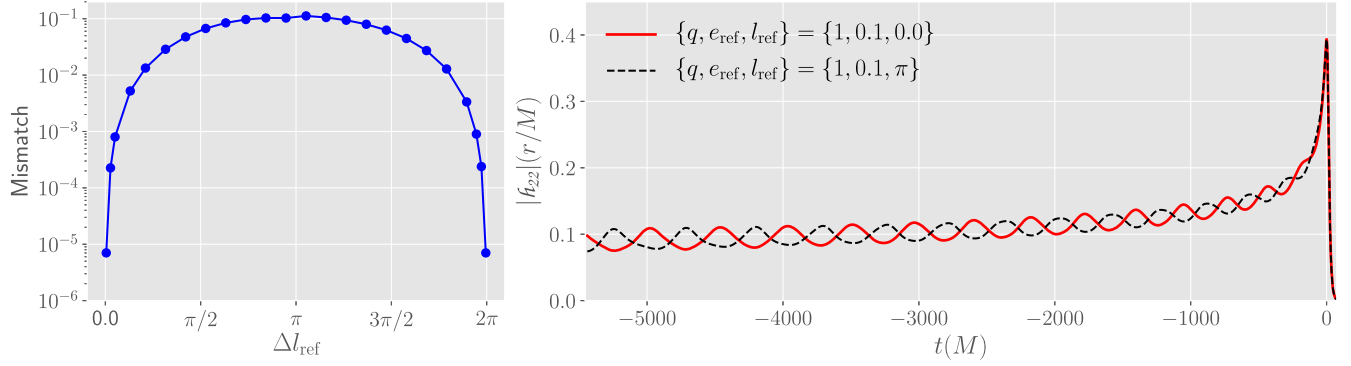 Mismatch
10⁻¹
10⁻²
10⁻³
10⁻⁴
10⁻⁵
10⁻⁶
0.0 π/2 π 3π/2 2π
Δl_ref
|ℏ₂₂|(r/M)
0.4
0.3
0.2
0.1
0.0
{q, e_ref, l_ref} = {1, 0.1, 0.0}
{q, e_ref, l_ref} = {1, 0.1, π}
−5000 −4000 −3000 −2000 −1000 0
t(M)